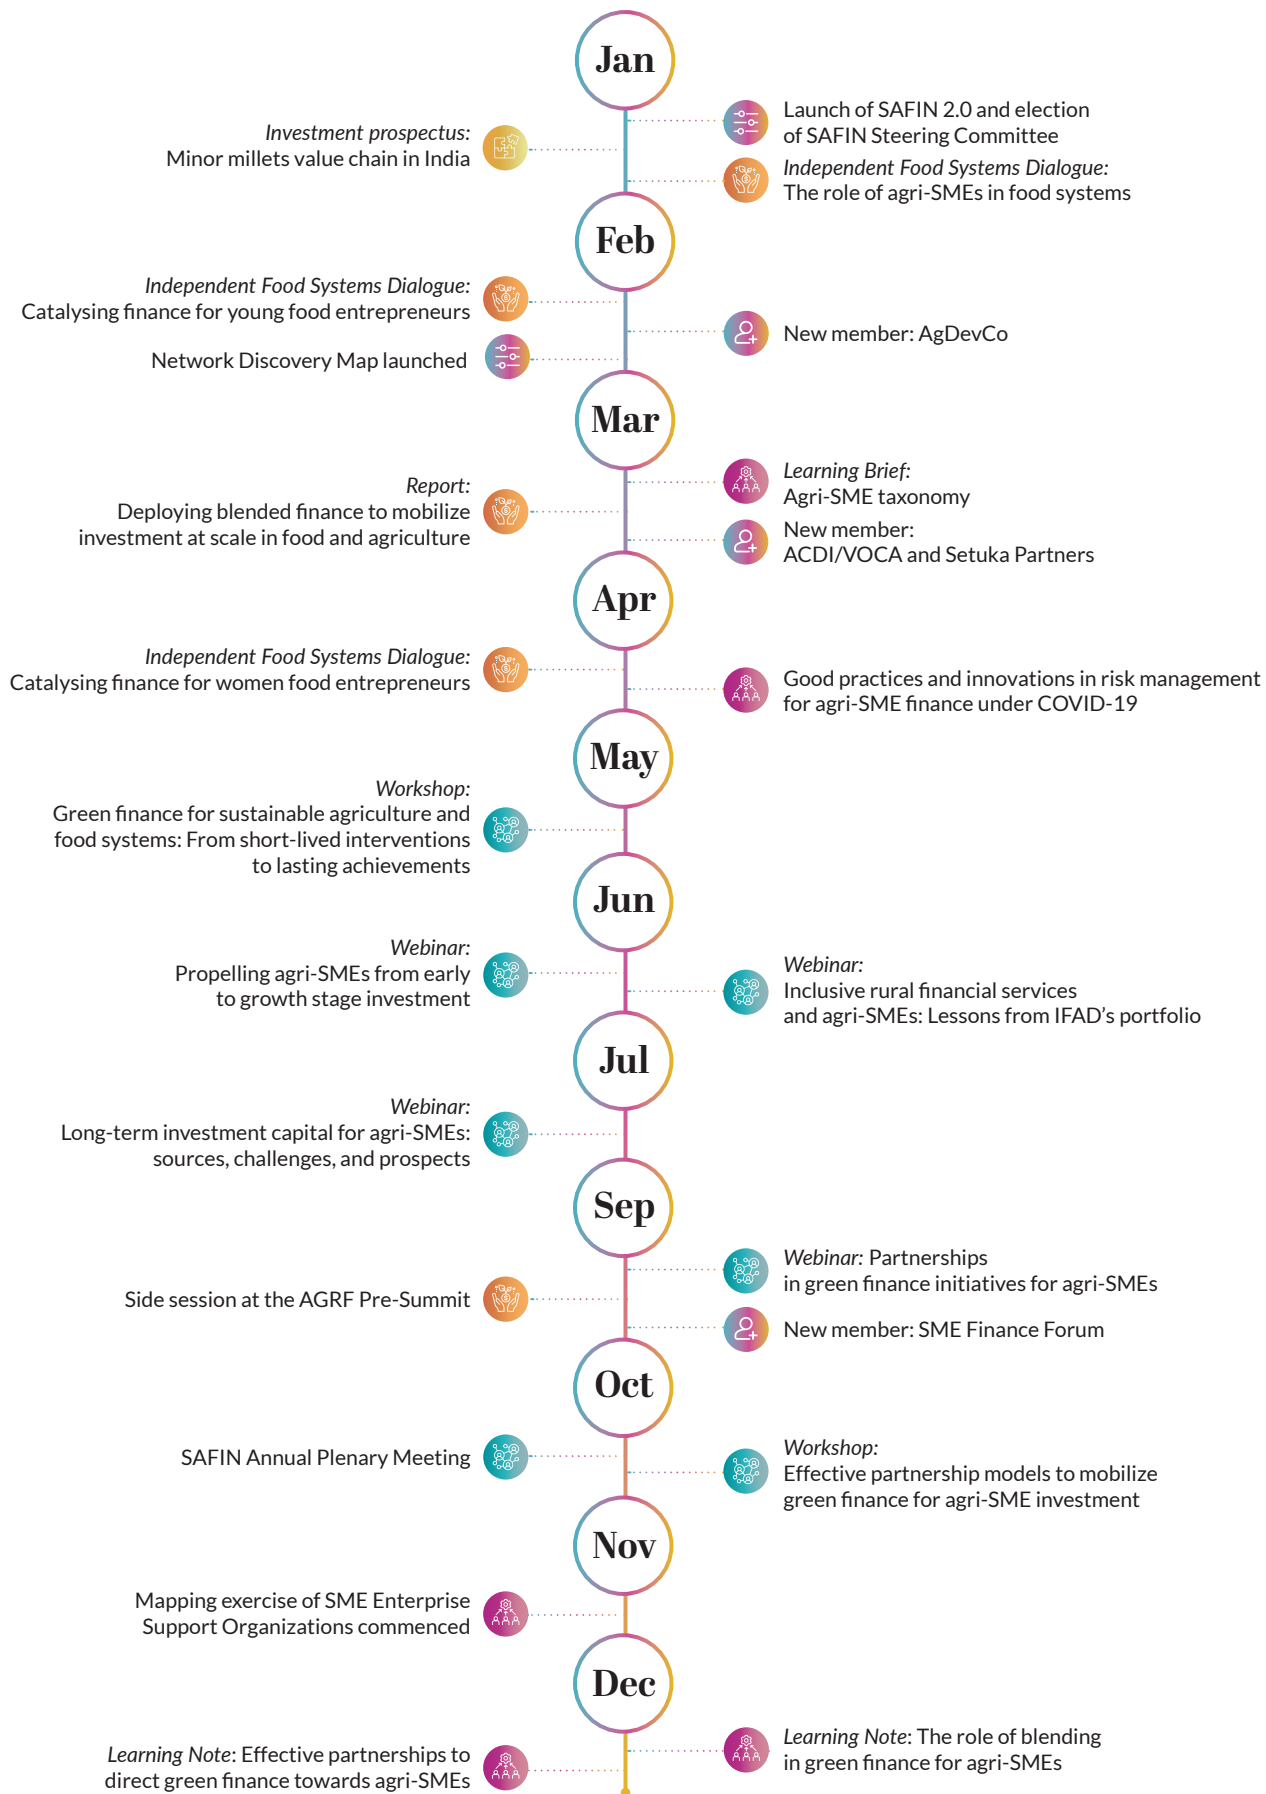 Jan
Investment prospectus:
Minor millets value chain in India
Launch of SAFIN 2.0 and election
of SAFIN Steering Committee
Independent Food Systems Dialogue:
The role of agri-SMEs in food systems
Feb
Independent Food Systems Dialogue:
Catalysing finance for young food entrepreneurs
Network Discovery Map launched
New member: AgDevCo
Mar
Report:
Deploying blended finance to mobilize
investment at scale in food and agriculture
Learning Brief:
Agri-SME taxonomy
New member:
ACDI/VOCA and Setuka Partners
Apr
Independent Food Systems Dialogue:
Catalysing finance for women food entrepreneurs
Good practices and innovations in risk management
for agri-SME finance under COVID-19
May
Workshop:
Green finance for sustainable agriculture and
food systems: From short-lived interventions
to lasting achievements
Jun
Webinar:
Propelling agri-SMEs from early
to growth stage investment
Webinar:
Inclusive rural financial services
and agri-SMEs: Lessons from IFAD's portfolio
Jul
Webinar:
Long-term investment capital for agri-SMEs:
sources, challenges, and prospects
Sep
Side session at the AGRF Pre-Summit
Webinar: Partnerships
in green finance initiatives for agri-SMEs
New member: SME Finance Forum
Oct
SAFIN Annual Plenary Meeting
Workshop:
Effective partnership models to mobilize
green finance for agri-SME investment
Nov
Mapping exercise of SME Enterprise
Support Organizations commenced
Dec
Learning Note: Effective partnerships to
direct green finance towards agri-SMEs
Learning Note: The role of blending
in green finance for agri-SMEs